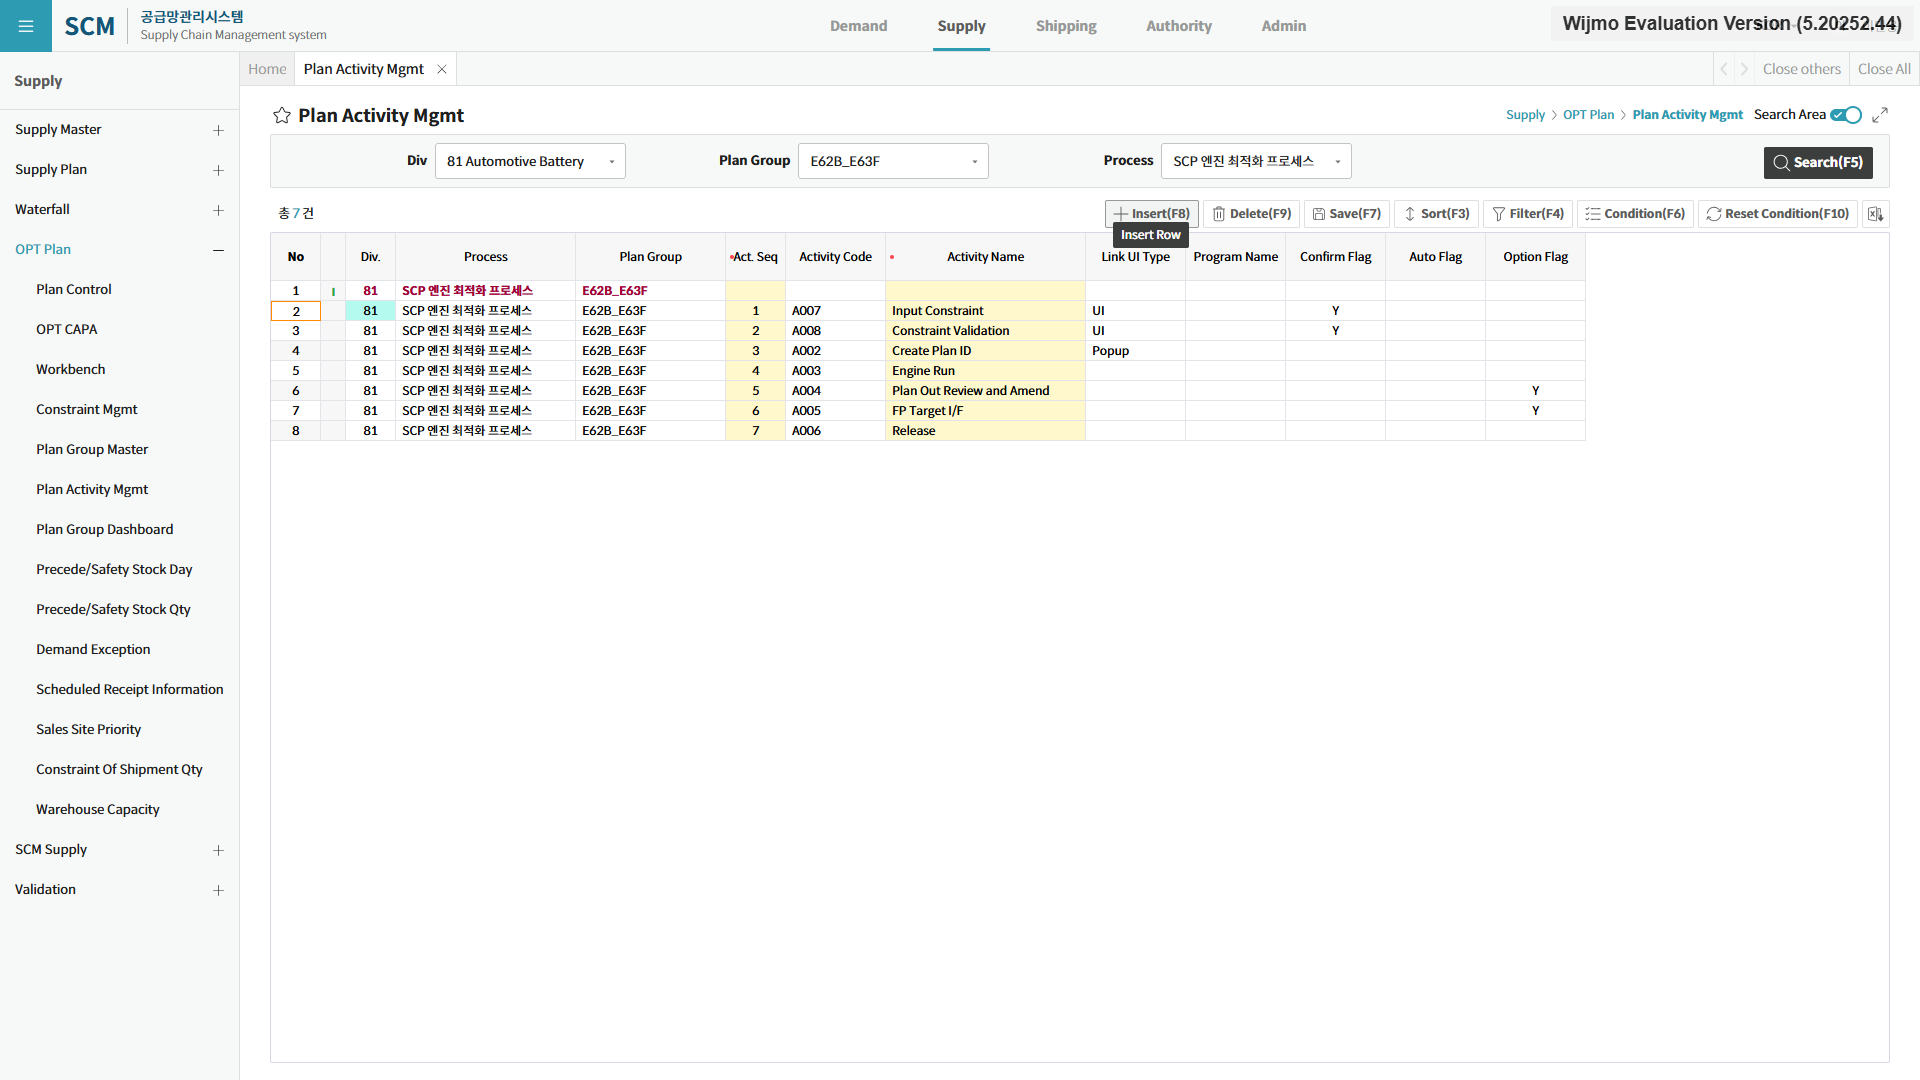 SCM
공급망관리시스템
Supply Chain Management system
Demand
Supply
Shipping
Authority
Admin
Wijmo Evaluation Version (5.20252.44)
Supply
Home
Plan Activity Mgmt
Close others
Close All
Supply Master
Supply Plan
Waterfall
OPT Plan
Plan Control
OPT CAPA
Workbench
Constraint Mgmt
Plan Group Master
Plan Activity Mgmt
Plan Group Dashboard
Precede/Safety Stock Day
Precede/Safety Stock Qty
Demand Exception
Scheduled Receipt Information
Sales Site Priority
Constraint Of Shipment Qty
Warehouse Capacity
SCM Supply
Validation
Plan Activity Mgmt
Supply > OPT Plan > Plan Activity Mgmt
Search Area
Div 81 Automotive Battery
Plan Group E62B_E63F
Process SCP 엔진 최적화 프로세스
Search(F5)
총 7 건
Insert(F8) Delete(F9) Save(F7) Sort(F3) Filter(F4) Condition(F6) Reset Condition(F10)
Insert Row
No Div. Process Plan Group Act. Seq Activity Code Activity Name Link UI Type Program Name Confirm Flag Auto Flag Option Flag
1 I 81 SCP 엔진 최적화 프로세스 E62B_E63F
2 81 SCP 엔진 최적화 프로세스 E62B_E63F 1 A007 Input Constraint UI Y
3 81 SCP 엔진 최적화 프로세스 E62B_E63F 2 A008 Constraint Validation UI Y
4 81 SCP 엔진 최적화 프로세스 E62B_E63F 3 A002 Create Plan ID Popup
5 81 SCP 엔진 최적화 프로세스 E62B_E63F 4 A003 Engine Run
6 81 SCP 엔진 최적화 프로세스 E62B_E63F 5 A004 Plan Out Review and Amend Y
7 81 SCP 엔진 최적화 프로세스 E62B_E63F 6 A005 FP Target I/F Y
8 81 SCP 엔진 최적화 프로세스 E62B_E63F 7 A006 Release